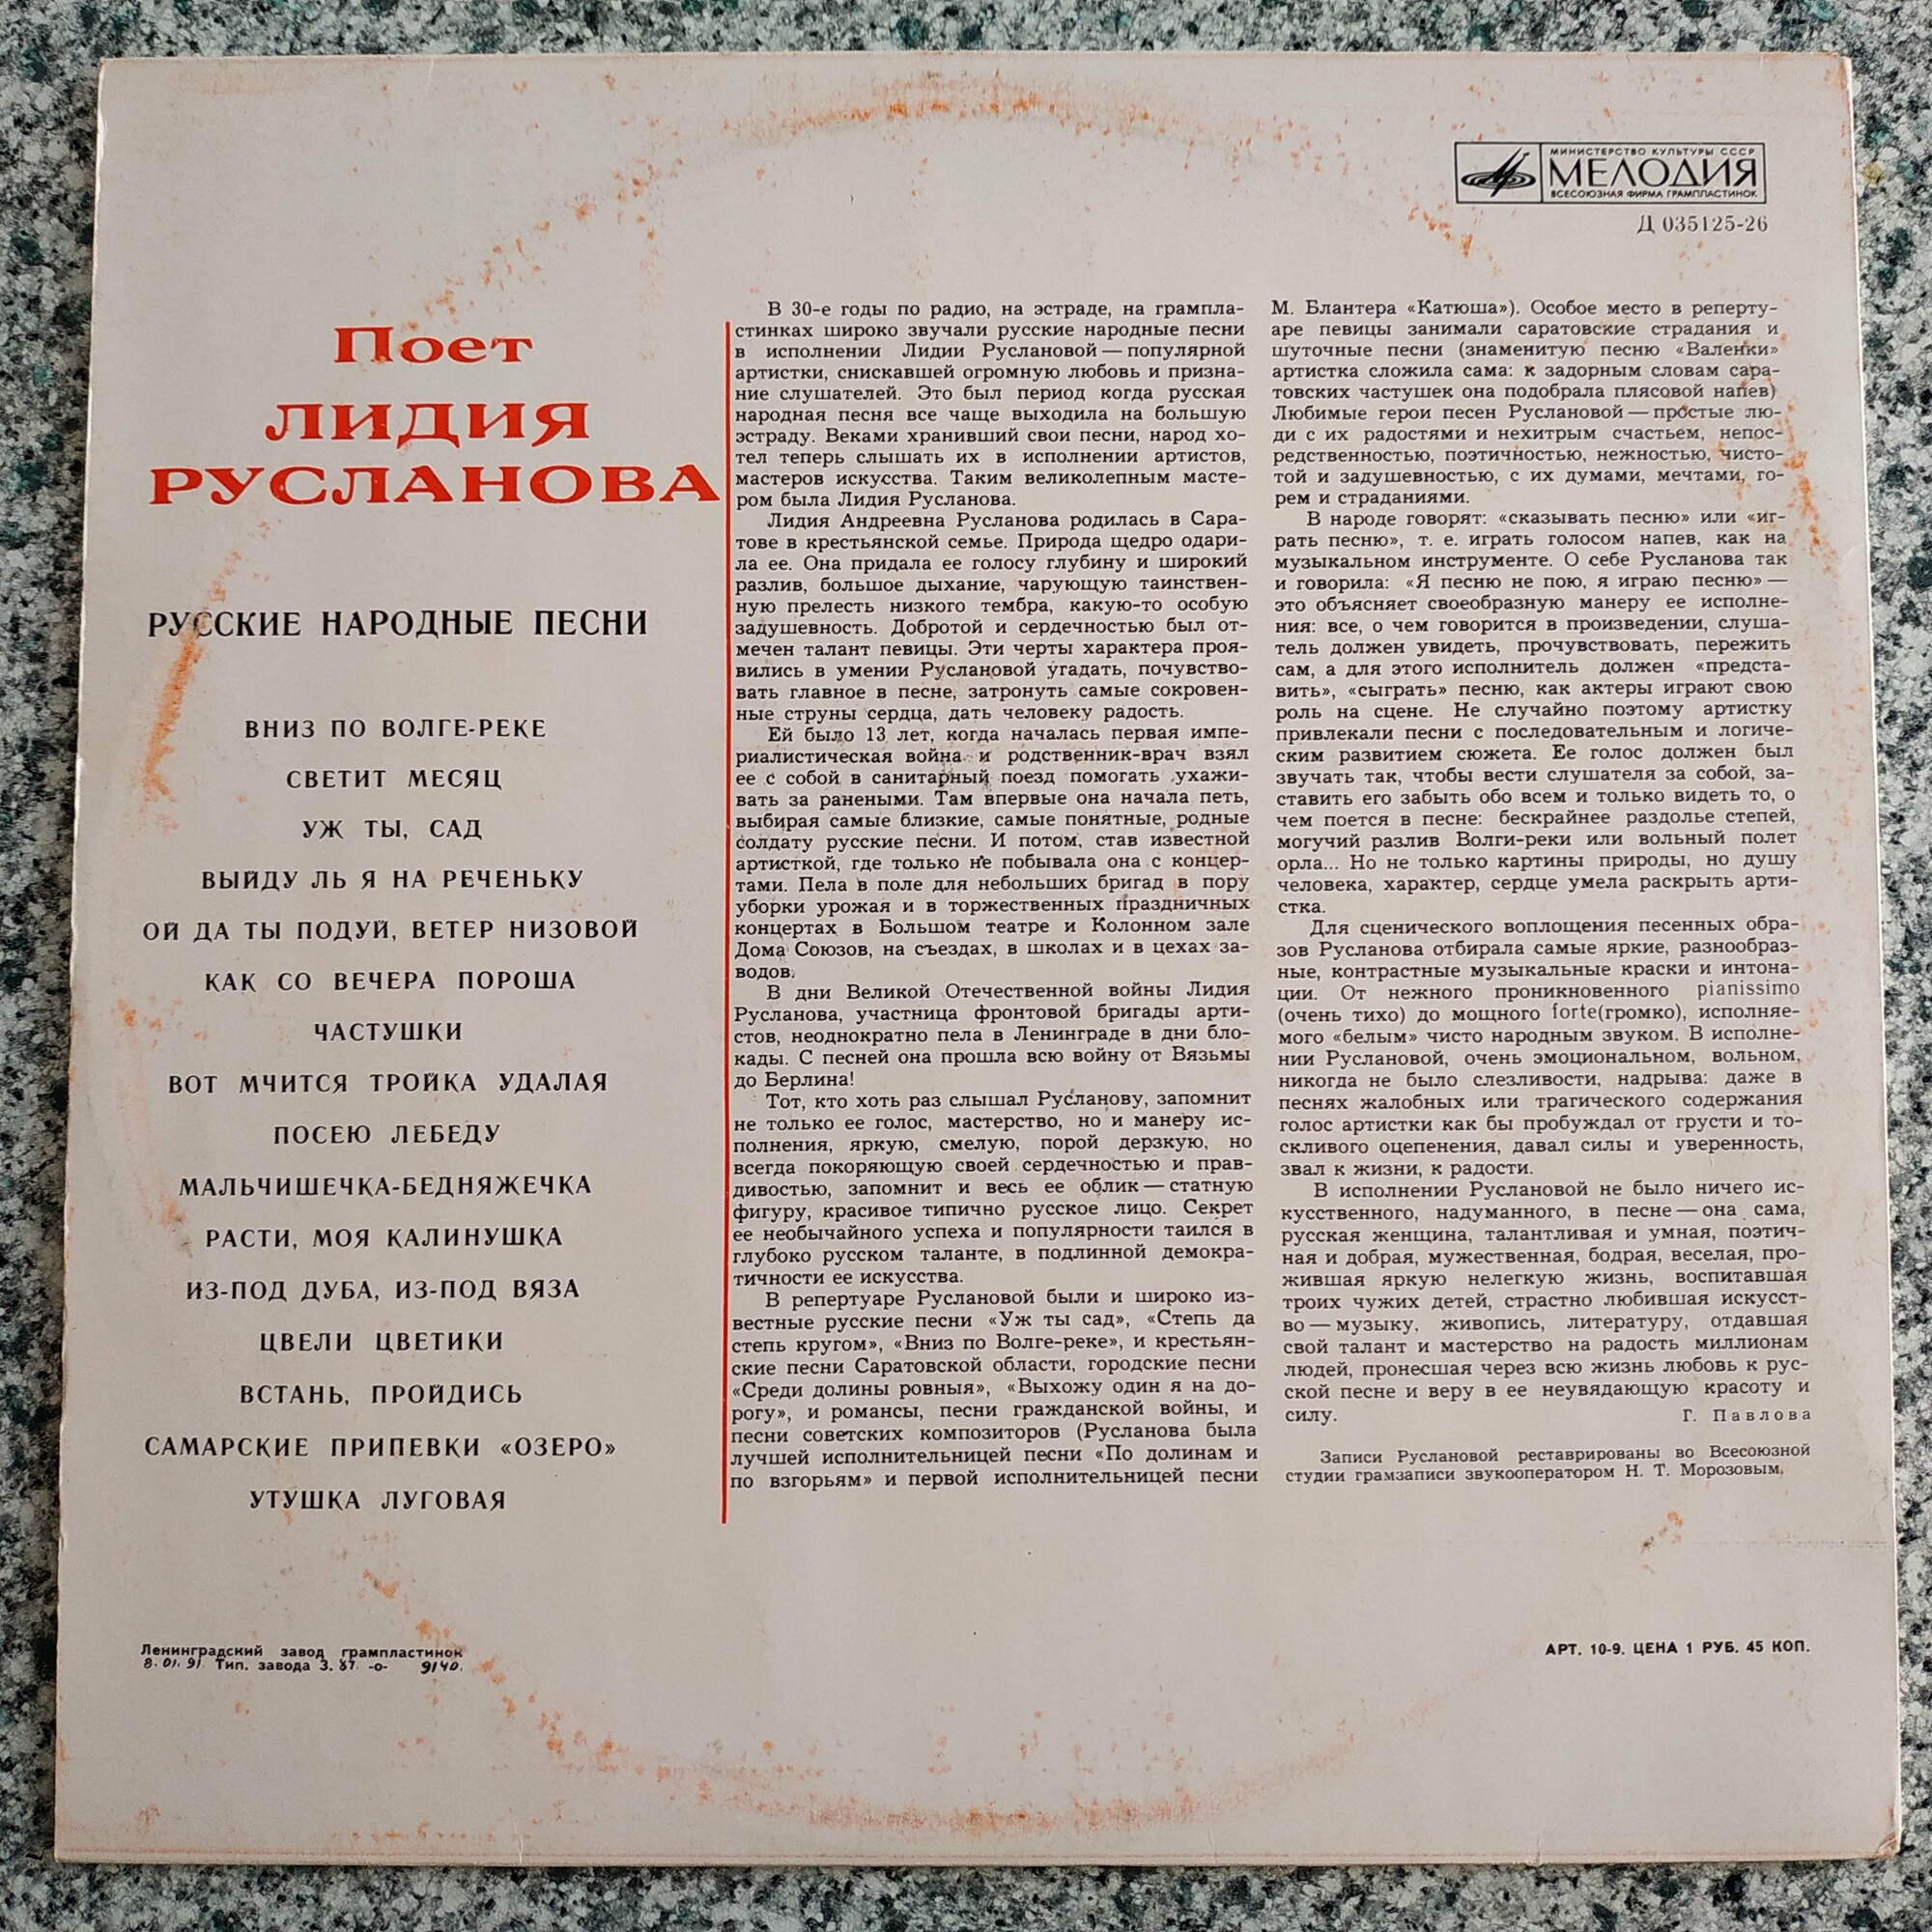 МИНИСТЕРСТВО КУЛЬТУРЫ СССР
МЕЛОДИЯ
ВСЕСОЮЗНАЯ ФИРМА ГРАМПЛАСТИНОК
Д 035125-26
Поет
ЛИДИЯ
РУСЛАНОВА
РУССКИЕ НАРОДНЫЕ ПЕСНИ
ВНИЗ ПО ВОЛГЕ-РЕКЕ
СВЕТИТ МЕСЯЦ
УЖ ТЫ, САД
ВЫЙДУ ЛЬ Я НА РЕЧЕНЬКУ
ОЙ ДА ТЫ ПОДУЙ, ВЕТЕР НИЗОВОЙ
КАК СО ВЕЧЕРА ПОРОША
ЧАСТУШКИ
ВОТ МЧИТСЯ ТРОЙКА УДАЛАЯ
ПОСЕЮ ЛЕБЕДУ
МАЛЬЧИШЕЧКА-БЕДНЯЖЕЧКА
РАСТИ, МОЯ КАЛИНУШКА
ИЗ-ПОД ДУБА, ИЗ-ПОД ВЯЗА
ЦВЕЛИ ЦВЕТИКИ
ВСТАНЬ, ПРОЙДИСЬ
САМАРСКИЕ ПРИПЕВКИ «ОЗЕРО»
УТУШКА ЛУГОВАЯ
В 30-е годы по радио, на эстраде, на грампла-
стинках широко звучали русские народные песни
в исполнении Лидии Руслановой — популярной
артистки, снискавшей огромную любовь и призна-
ние слушателей. Это был период когда русская
народная песня все чаще выходила на большую
эстраду. Веками хранивший свои песни, народ хо-
тел теперь слышать их в исполнении артистов,
мастеров искусства. Таким великолепным масте-
ром была Лидия Русланова.
Лидия Андреевна Русланова родилась в Сара-
тове в крестьянской семье. Природа щедро одари-
ла ее. Она придала ее голосу глубину и широкий
разлив, большое дыхание, чарующую таинствен-
ную прелесть низкого тембра, какую-то особую
задушевность. Добротой и сердечностью был от-
мечен талант певицы. Эти черты характера проя-
вились в умении Руслановой угадать, почувство-
вать главное в песне, затронуть самые сокровен-
ные струны сердца, дать человеку радость.
Ей было 13 лет, когда началась первая импе-
риалистическая война и родственник-врач взял
ее с собой в санитарный поезд помогать ухажи-
вать за ранеными. Там впервые она начала петь,
выбирая самые близкие, самые понятные, родные
солдату русские песни. И потом, став известной
артисткой, где только не побывала она с концер-
тами. Пела в поле для небольших бригад в пору
уборки урожая и в торжественных праздничных
концертах в Большом театре и Колонном зале
Дома Союзов, на съездах, в школах и в цехах за-
водов.
В дни Великой Отечественной войны Лидия
Русланова, участница фронтовой бригады арти-
стов, неоднократно пела в Ленинграде в дни бло-
кады. С песней она прошла всю войну от Вязьмы
до Берлина!
Тот, кто хоть раз слышал Русланову, запомнит
не только ее голос, мастерство, но и манеру ис-
полнения, яркую, смелую, порой дерзкую, но
всегда покоряющую своей сердечностью и прав-
дивостью, запомнит и весь ее облик — статную
фигуру, красивое типично русское лицо. Секрет
ее необычайного успеха и популярности таился в
глубоко русском таланте, в подлинной демокра-
тичности ее искусства.
В репертуаре Руслановой были и широко из-
вестные русские песни «Уж ты сад», «Степь да
степь кругом», «Вниз по Волге-реке», и крестьян-
ские песни Саратовской области, городские песни
«Среди долины ровныя», «Выхожу один я на до-
рогу», и романсы, песни гражданской войны, и
песни советских композиторов (Русланова была
лучшей исполнительницей песни «По долинам и
по взгорьям» и первой исполнительницей песни
М. Блантера «Катюша»). Особое место в реперту-
аре певицы занимали саратовские страдания и
шуточные песни (знаменитую песню «Валенки»
артистка сложила сама: к задорным словам сара-
товских частушек она подобрала плясовой напев)
Любимые герои песен Руслановой — простые лю-
ди с их радостями и нехитрым счастьем, непос-
редственностью, поэтичностью, нежностью, чисто-
той и задушевностью, с их думами, мечтами, го-
рем и страданиями.
В народе говорят: «сказывать песню» или «иг-
рать песню», т. е. играть голосом напев, как на
музыкальном инструменте. О себе Русланова так
и говорила: «Я песню не пою, я играю песню» —
это объясняет своеобразную манеру ее исполне-
ния: все, о чем говорится в произведении, слуша-
тель должен увидеть, прочувствовать, пережить
сам, а для этого исполнитель должен «предста-
вить», «сыграть» песню, как актеры играют свою
роль на сцене. Не случайно поэтому артистку
привлекали песни с последовательным и логиче-
ским развитием сюжета. Ее голос должен был
звучать так, чтобы вести слушателя за собой, за-
ставить его забыть обо всем и только видеть то, о
чем поется в песне: бескрайнее раздолье степей,
могучий разлив Волги-реки или вольный полет
орла... Но не только картины природы, но душу
человека, характер, сердце умела раскрыть арти-
стка.
Для сценического воплощения песенных обра-
зов Русланова отбирала самые яркие, разнообраз-
ные, контрастные музыкальные краски и интона-
ции. От нежного проникновенного pianissimo
(очень тихо) до мощного forte(громко), исполняе-
мого «белым» чисто народным звуком. В исполне-
нии Руслановой, очень эмоциональном, вольном,
никогда не было слезливости, надрыва: даже в
песнях жалобных или трагического содержания
голос артистки как бы пробуждал от грусти и то-
скливого оцепенения, давал силы и уверенность,
звал к жизни, к радости.
В исполнении Руслановой не было ничего ис-
кусственного, надуманного, в песне — она сама,
русская женщина, талантливая и умная, поэтич-
ная и добрая, мужественная, бодрая, веселая, про-
жившая яркую нелегкую жизнь, воспитавшая
троих чужих детей, страстно любившая искусст-
во — музыку, живопись, литературу, отдавшая
свой талант и мастерство на радость миллионам
людей, пронесшая через всю жизнь любовь к рус-
ской песне и веру в ее неувядающую красоту и
силу.
Г. Павлова
Записи Руслановой реставрированы во Всесоюзной
студии грамзаписи звукооператором Н. Т. Морозовым.
Ленинградский завод грампластинок
8.01.91. Тип. завода З. 87. -о- 9140.
АРТ. 10-9. ЦЕНА 1 РУБ. 45 КОП.